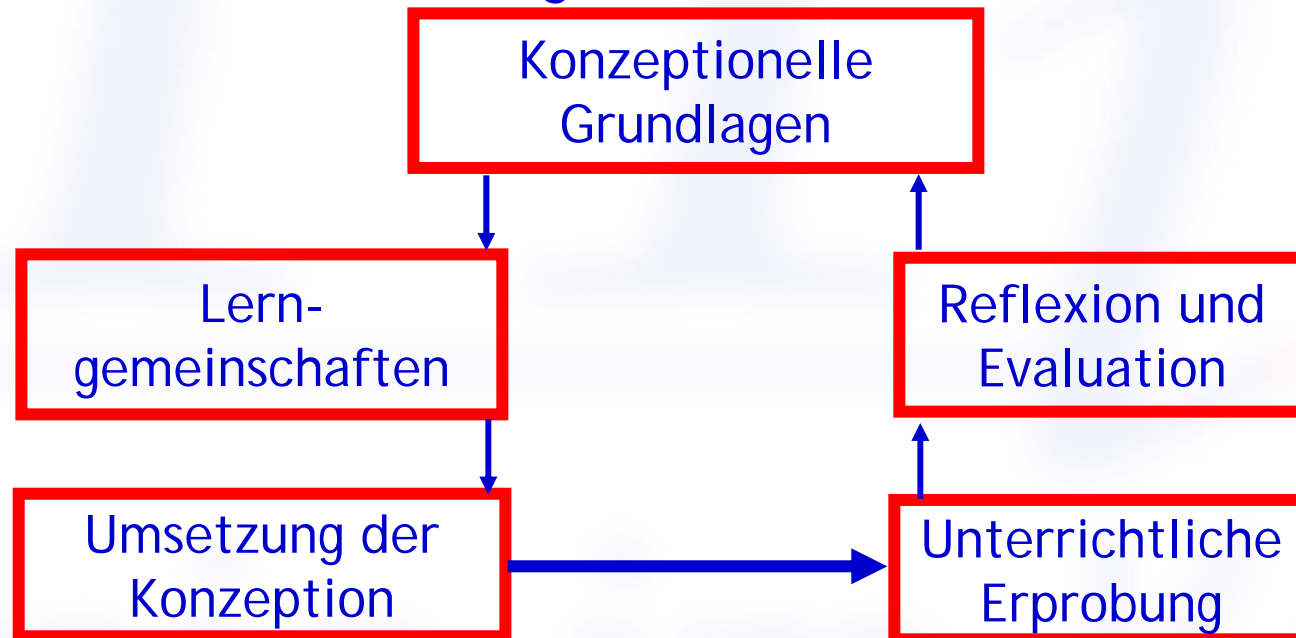 Konzeptionelle
Grundlagen
Lern-
gemeinschaften
Reflexion und
Evaluation
Umsetzung der
Konzeption
Unterrichtliche
Erprobung